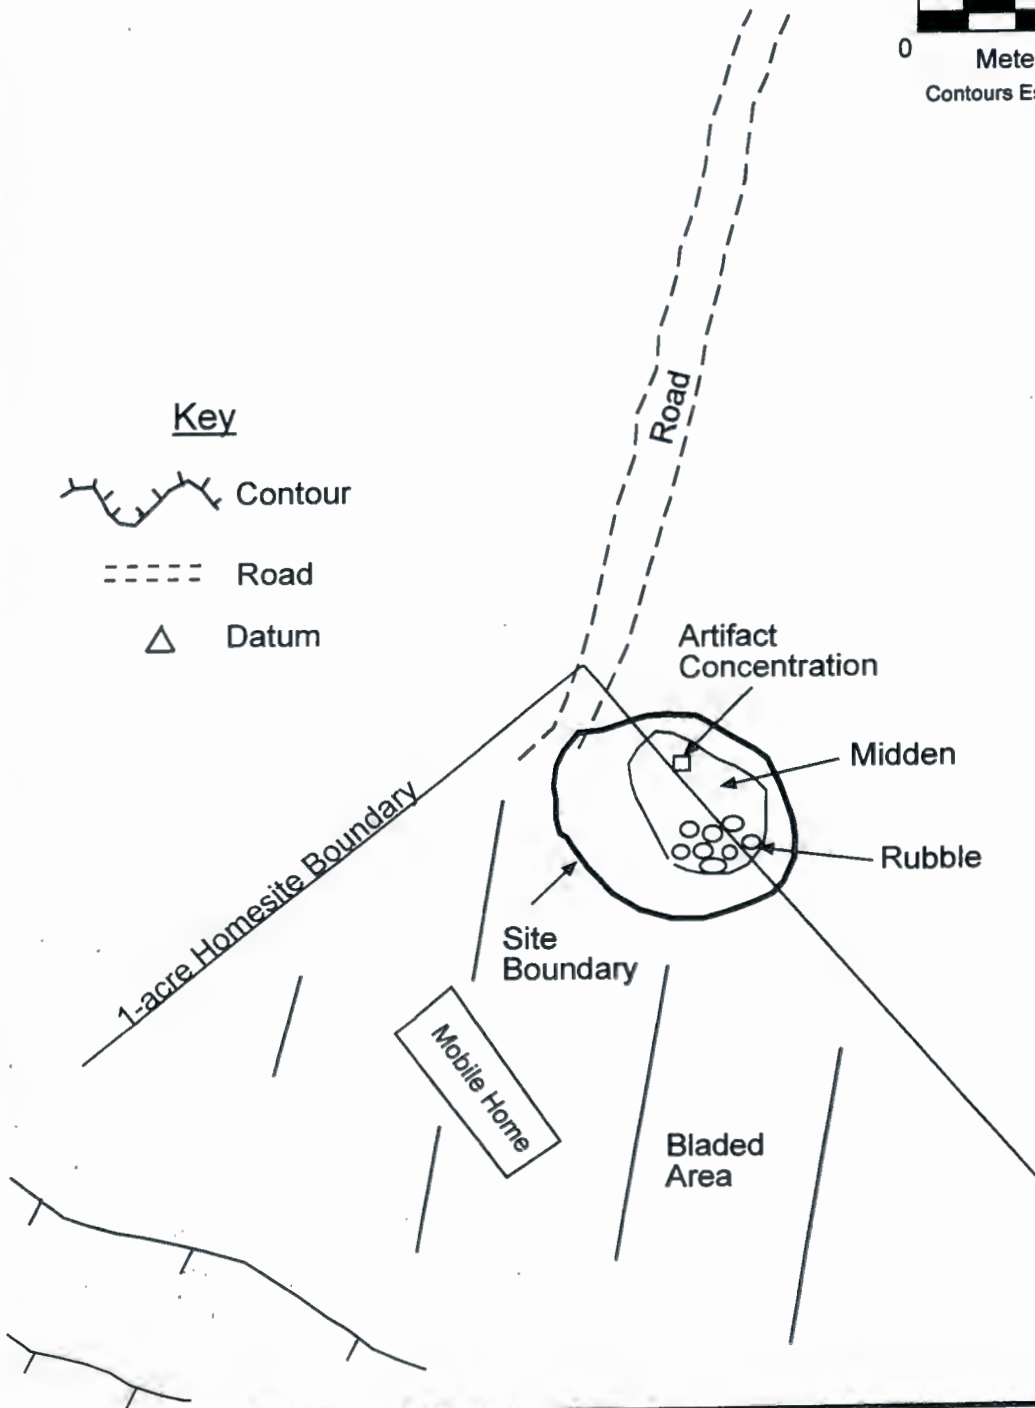 0
Contours
Road
Key
Contour
Road
Datum
Artifact
Concentration
Midden
Rubble
1-acre Homesite Boundary
Site
Boundary
Mobile Home
Bladed
Area